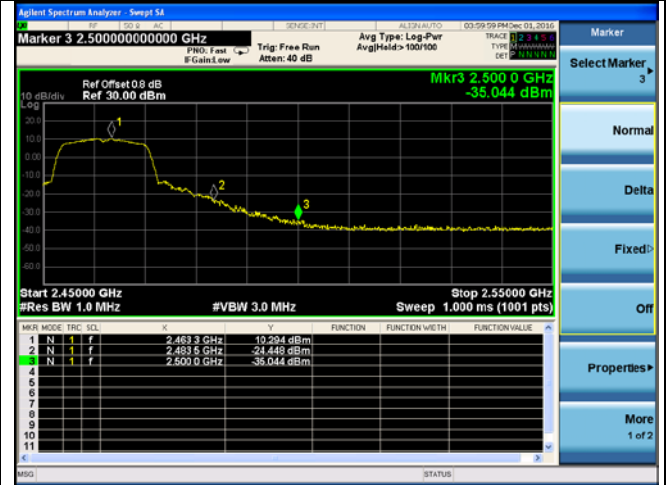 Agilent Spectrum Analyzer - Swept SA
RF 50 Ω AC SENSE:INT ALIGN AUTO 03:59:59 PM Dec 01, 2016
Marker 3 2.500000000000 GHz
PNO: Fast
IFGain:Low
Trig: Free Run
Atten: 40 dB
Avg Type: Log-Pwr
Avg|Hold:> 100/100
TRACE 1 2 3 4 5 6
TYPE
DET P N N N N N
Mkr3 2.500 0 GHz
-35.044 dBm
Ref Offset 0.8 dB
10 dB/div Ref 30.00 dBm
Log
20.0
10.0
0.00
-10.0
-20.0
-30.0
-40.0
-50.0
-60.0
1
2
3
Start 2.45000 GHz Stop 2.55000 GHz
#Res BW 1.0 MHz #VBW 3.0 MHz Sweep 1.000 ms (1001 pts)
MKR MODE TRC SCL X Y FUNCTION FUNCTION WIDTH FUNCTION VALUE
1 N 1 f 2.463 3 GHz 10.294 dBm
2 N 1 f 2.483 5 GHz -24.448 dBm
3 N 1 f 2.500 0 GHz -35.044 dBm
4
5
6
7
8
9
10
11
MSG STATUS
Marker
Select Marker
3
Normal
Delta
Fixed
Off
Properties
More
1 of 2